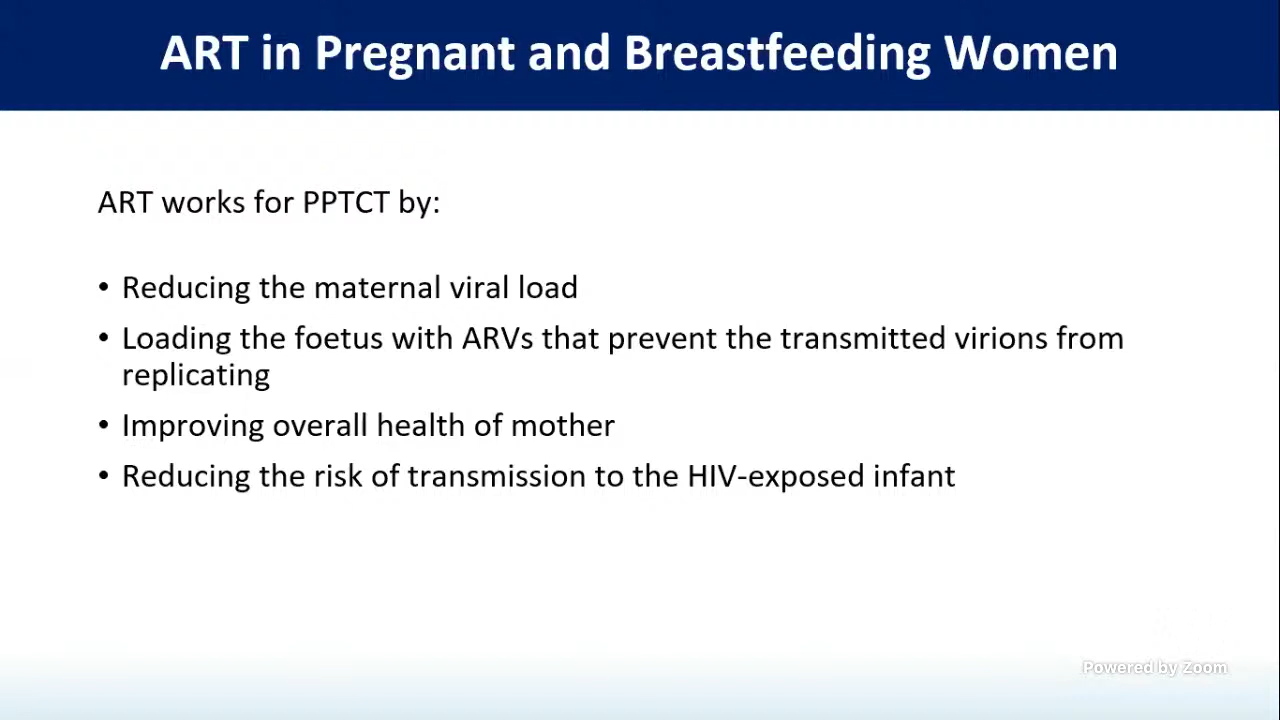 ART in Pregnant and Breastfeeding Women
ART works for PPTCT by:
• Reducing the maternal viral load
• Loading the foetus with ARVs that prevent the transmitted virions from
replicating
• Improving overall health of mother
• Reducing the risk of transmission to the HIV-exposed infant
Powered by Zoom